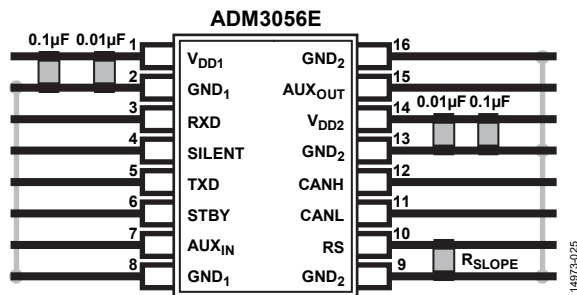 ADM3056E
0.1µF 0.01µF
1 VDD1 GND2 16
2 GND1 AUXOUT 15
3 RXD VDD2 14
0.01µF 0.1µF
4 SILENT GND2 13
5 TXD CANH 12
6 STBY CANL 11
7 AUXIN RS 10
8 GND1 GND2 9
RSLOPE
14973-025